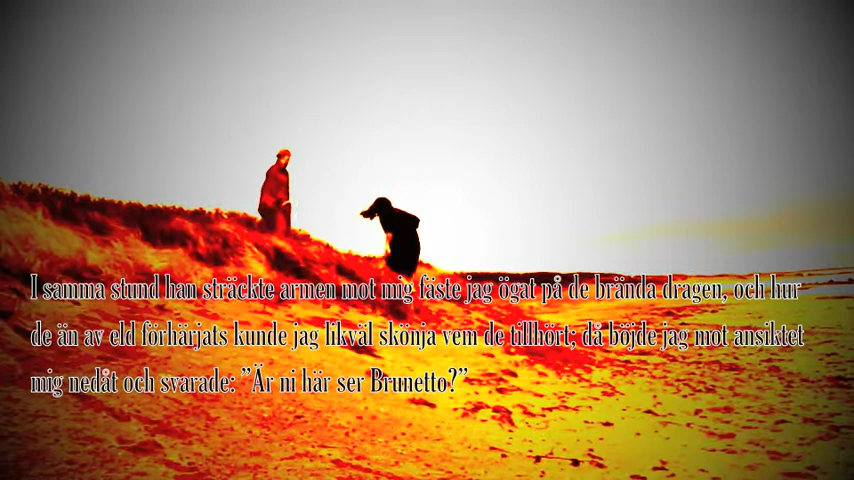 I samma stund han sträckte armen mot mig fäste jag ögat på de brända dragen, och hur
de än av eld förhärjats kunde jag likväl skönja vem de tillhört; då böjde jag mot ansiktet
mig nedåt och svarade: ”Är ni här ser Brunetto?”